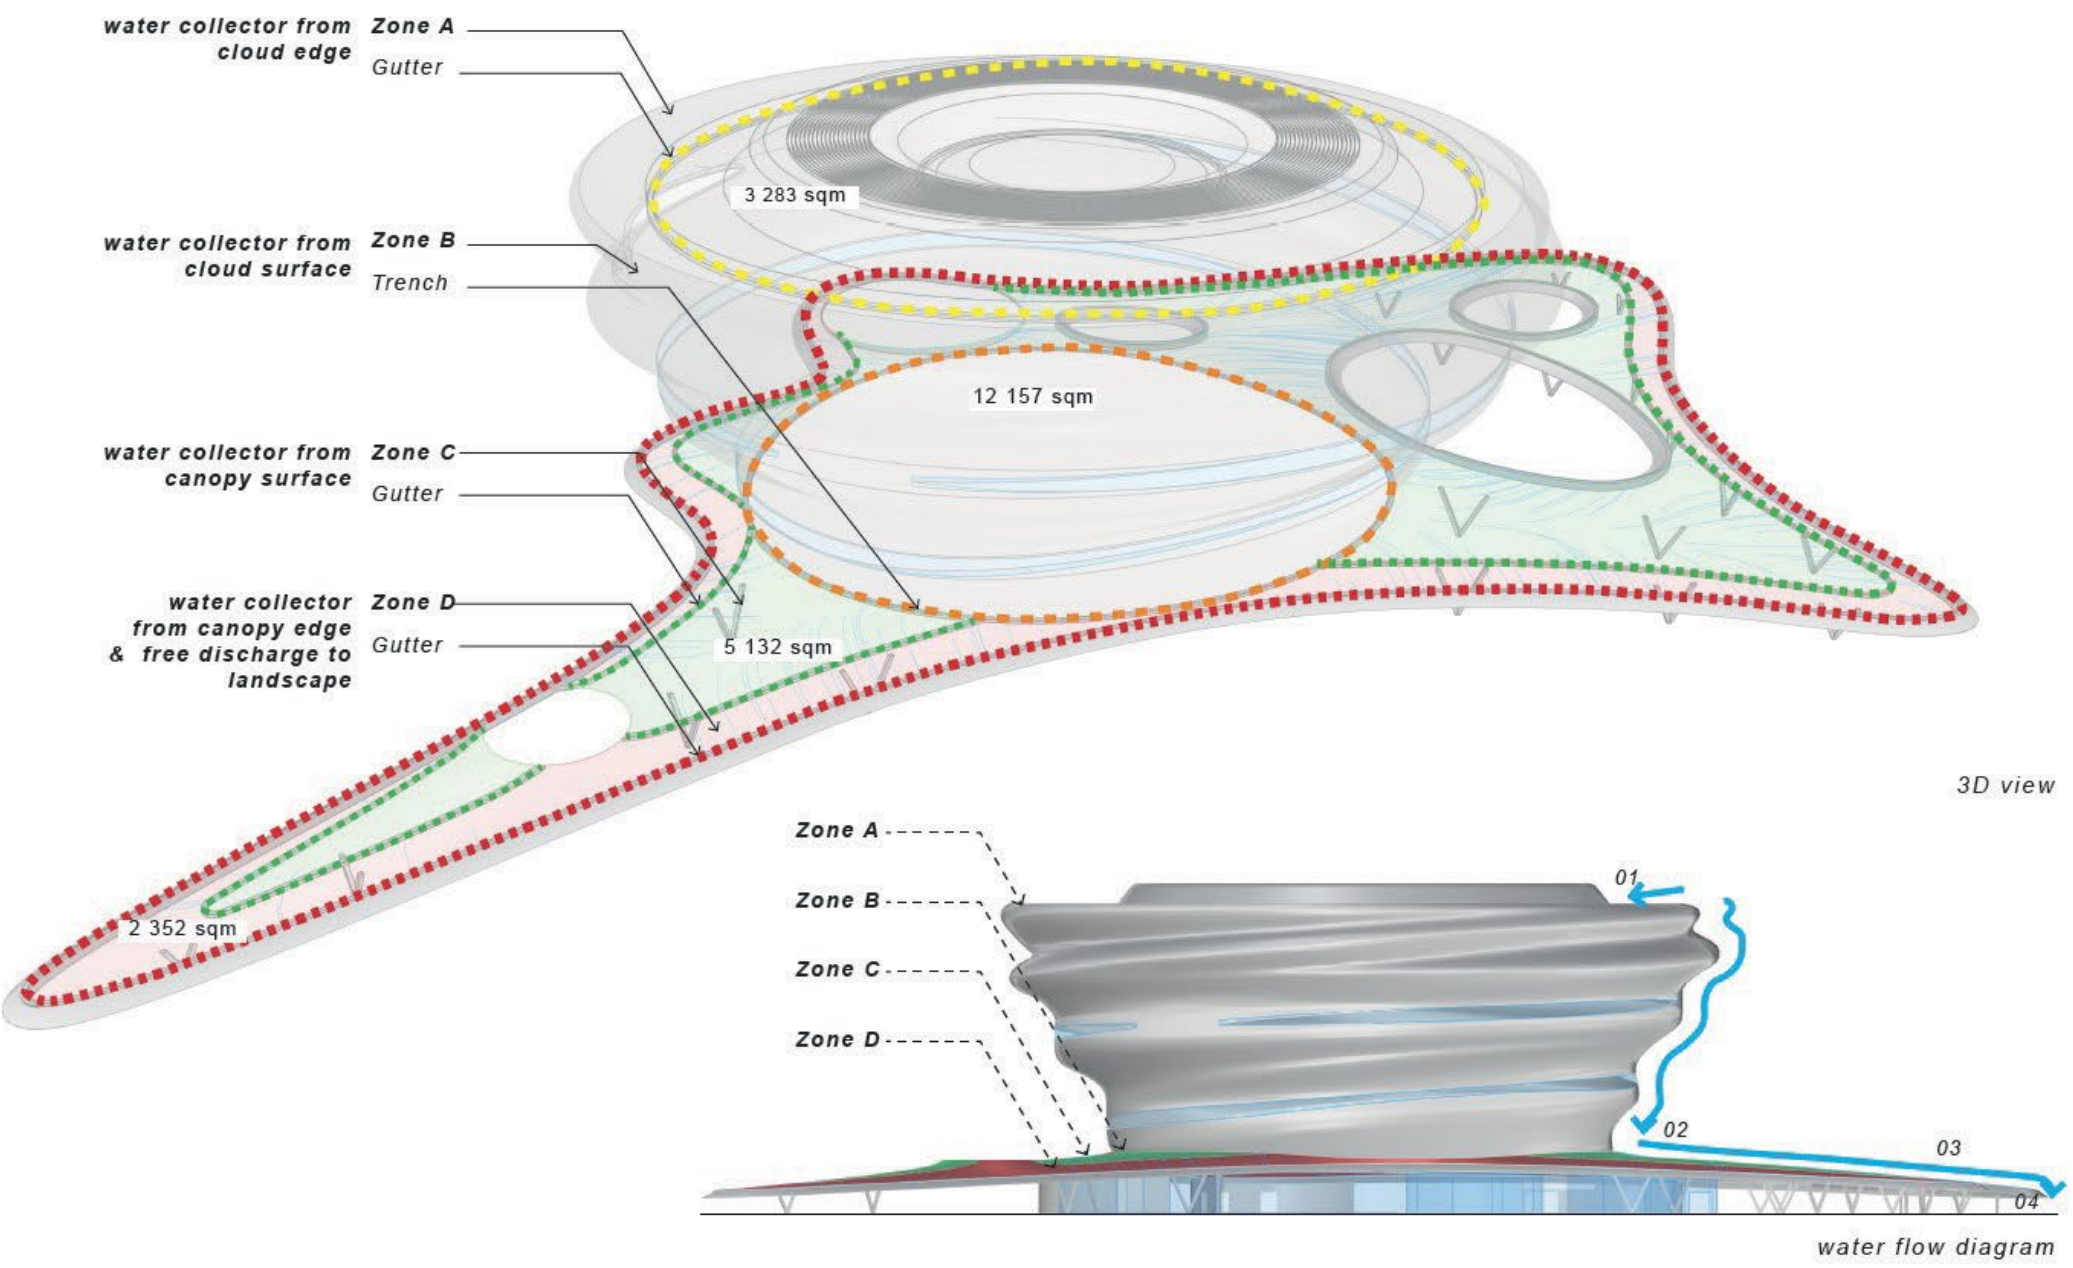 water collector from
cloud edge
Zone A
Gutter
3 283 sqm
water collector from
cloud surface
Zone B
Trench
12 157 sqm
water collector from
canopy surface
Zone C
Gutter
water collector
from canopy edge
& free discharge to
landscape
Zone D
Gutter
5 132 sqm
2 352 sqm
3D view
Zone A
Zone B
Zone C
Zone D
01
02
03
04
water flow diagram